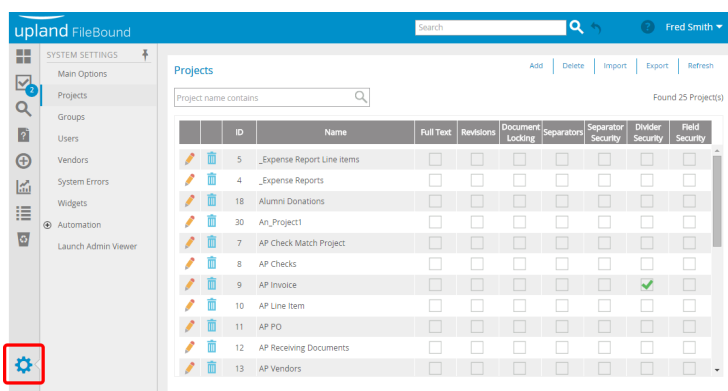 upland FileBound
Search
Fred Smith
SYSTEM SETTINGS
Main Options
2
Projects
Groups
Users
Vendors
System Errors
Widgets
Automation
Launch Admin Viewer
Projects
Add Delete Import Export Refresh
Project name contains
Found 25 Project(s)
ID Name Full Text Revisions Document Locking Separators Separator Security Divider Security Field Security
5 _Expense Report Line items
4 _Expense Reports
18 Alumni Donations
30 An_Project1
7 AP Check Match Project
8 AP Checks
9 AP Invoice
10 AP Line Item
11 AP PO
12 AP Receiving Documents
13 AP Vendors